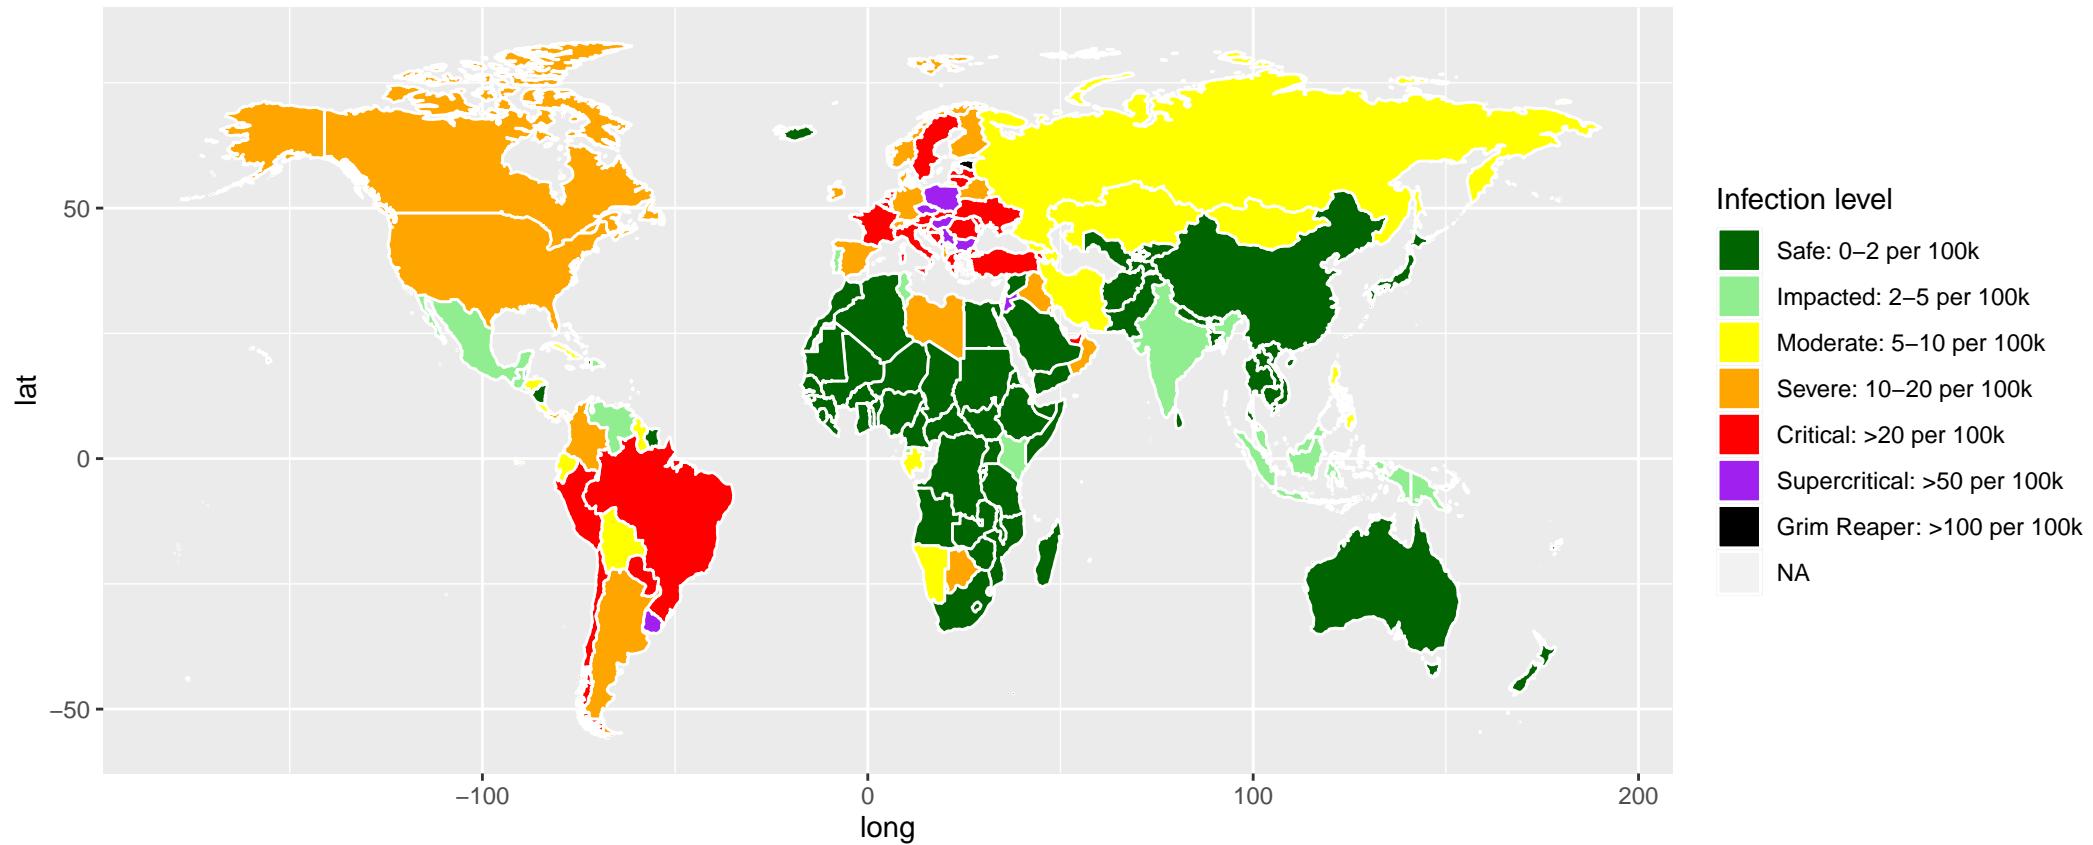 Infection level
Safe: 0–2 per 100k
Impacted: 2–5 per 100k
Moderate: 5–10 per 100k
Severe: 10–20 per 100k
Critical: >20 per 100k
Supercritical: >50 per 100k
Grim Reaper: >100 per 100k
NA
lat
50
0
−50
−100
0
100
200
long